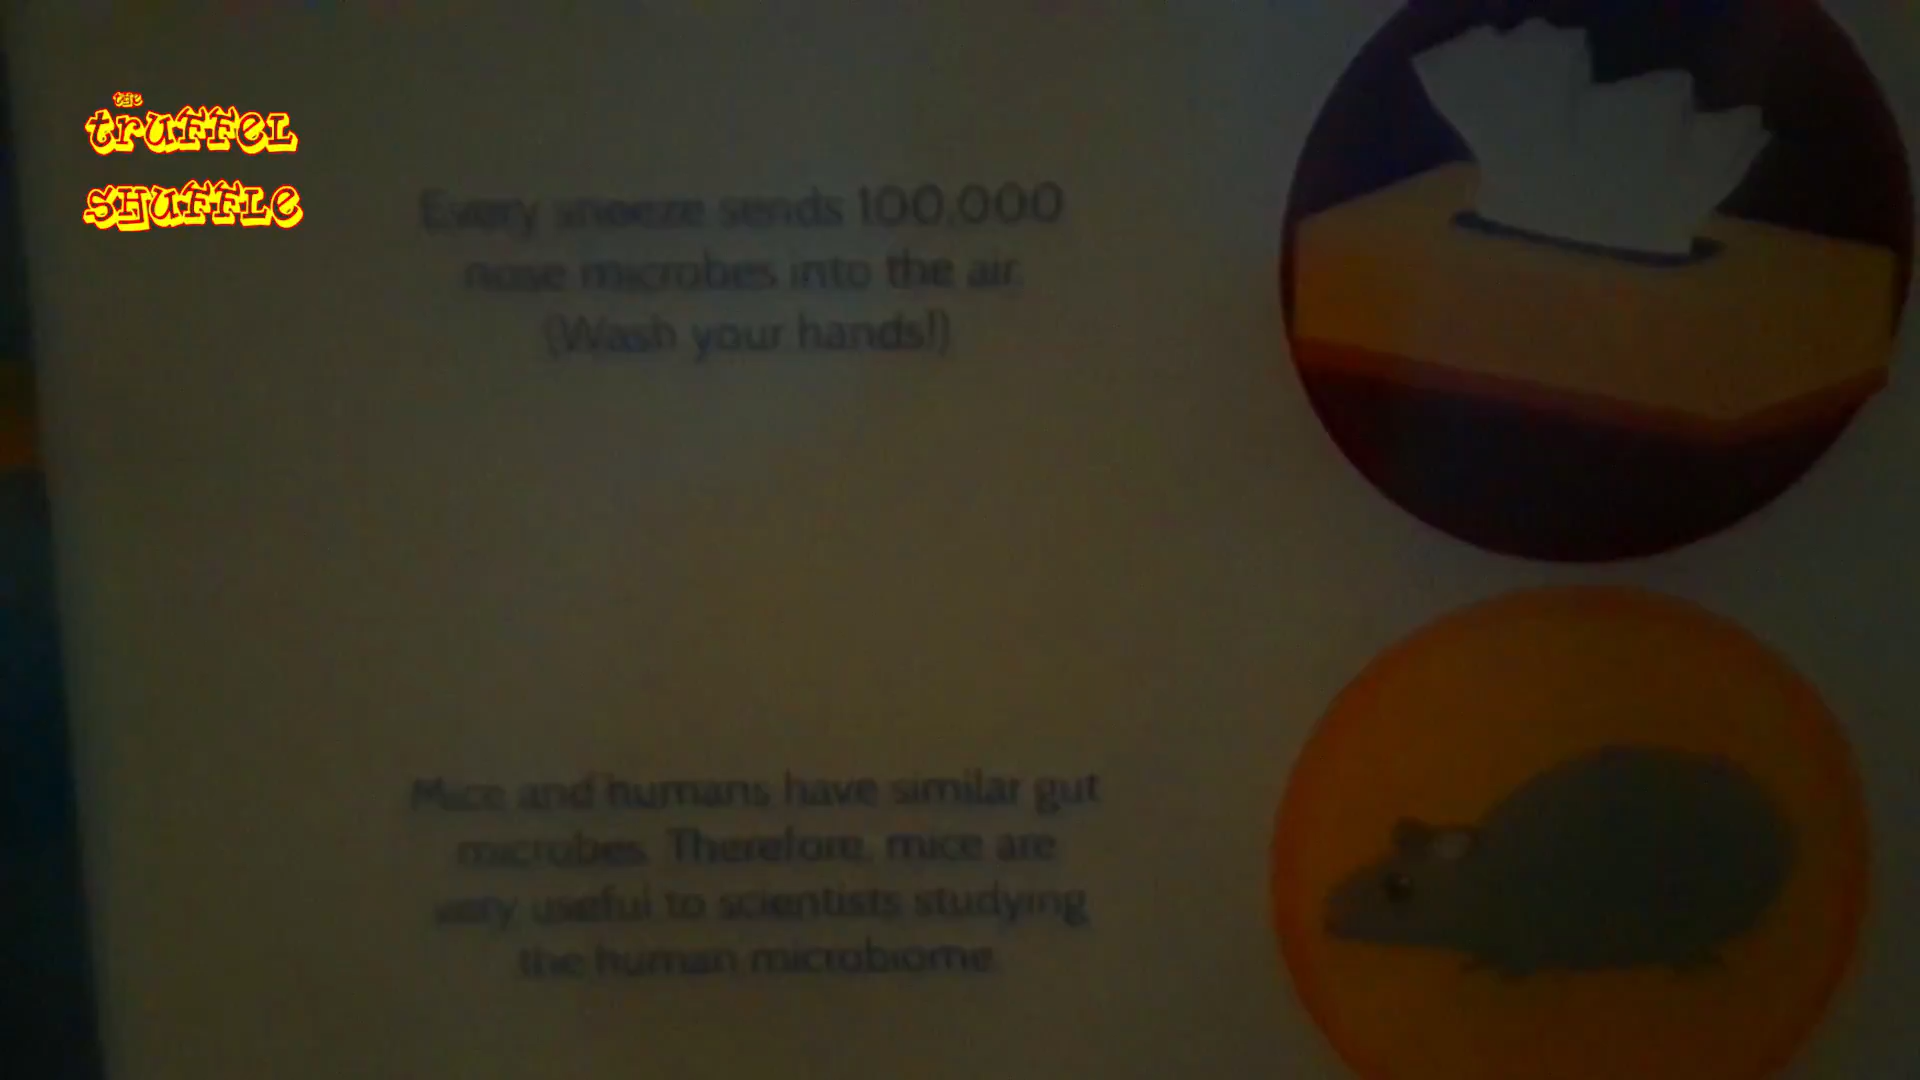 the
truffel
shuffle
Every sneeze sends 100,000
nose microbes into the air.
(Wash your hands!)
Mice and humans have similar gut
microbes. Therefore, mice are
very useful to scientists studying
the human microbiome.